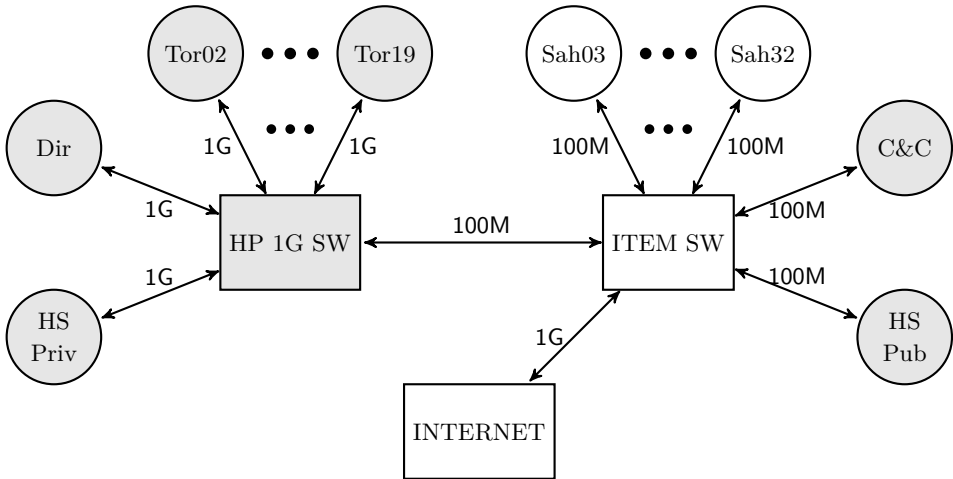 Tor02
Tor19
Sah03
Sah32
1G
1G
100M
100M
Dir
C&C
1G
100M
HP 1G SW
100M
ITEM SW
1G
100M
HS
Priv
HS
Pub
1G
INTERNET